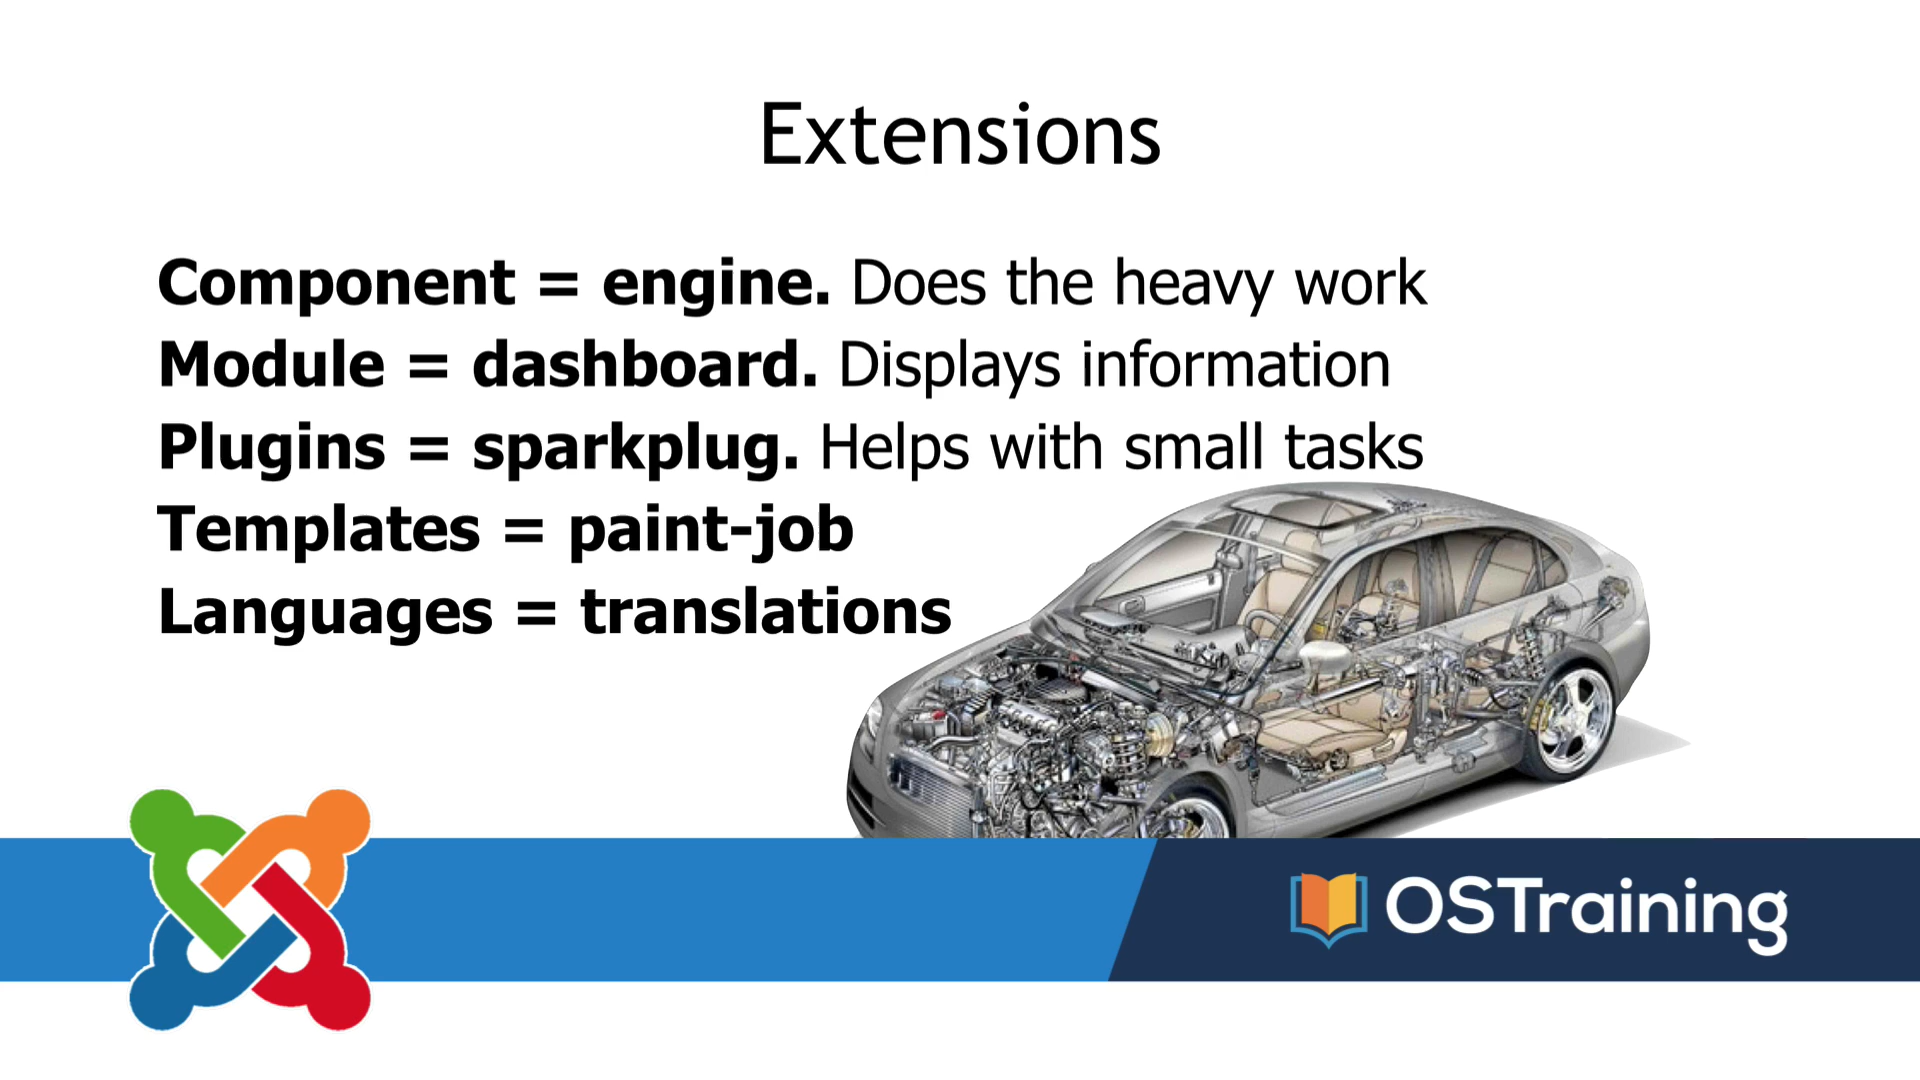 Extensions
Component = engine. Does the heavy work
Module = dashboard. Displays information
Plugins = sparkplug. Helps with small tasks
Templates = paint-job
Languages = translations
OSTraining